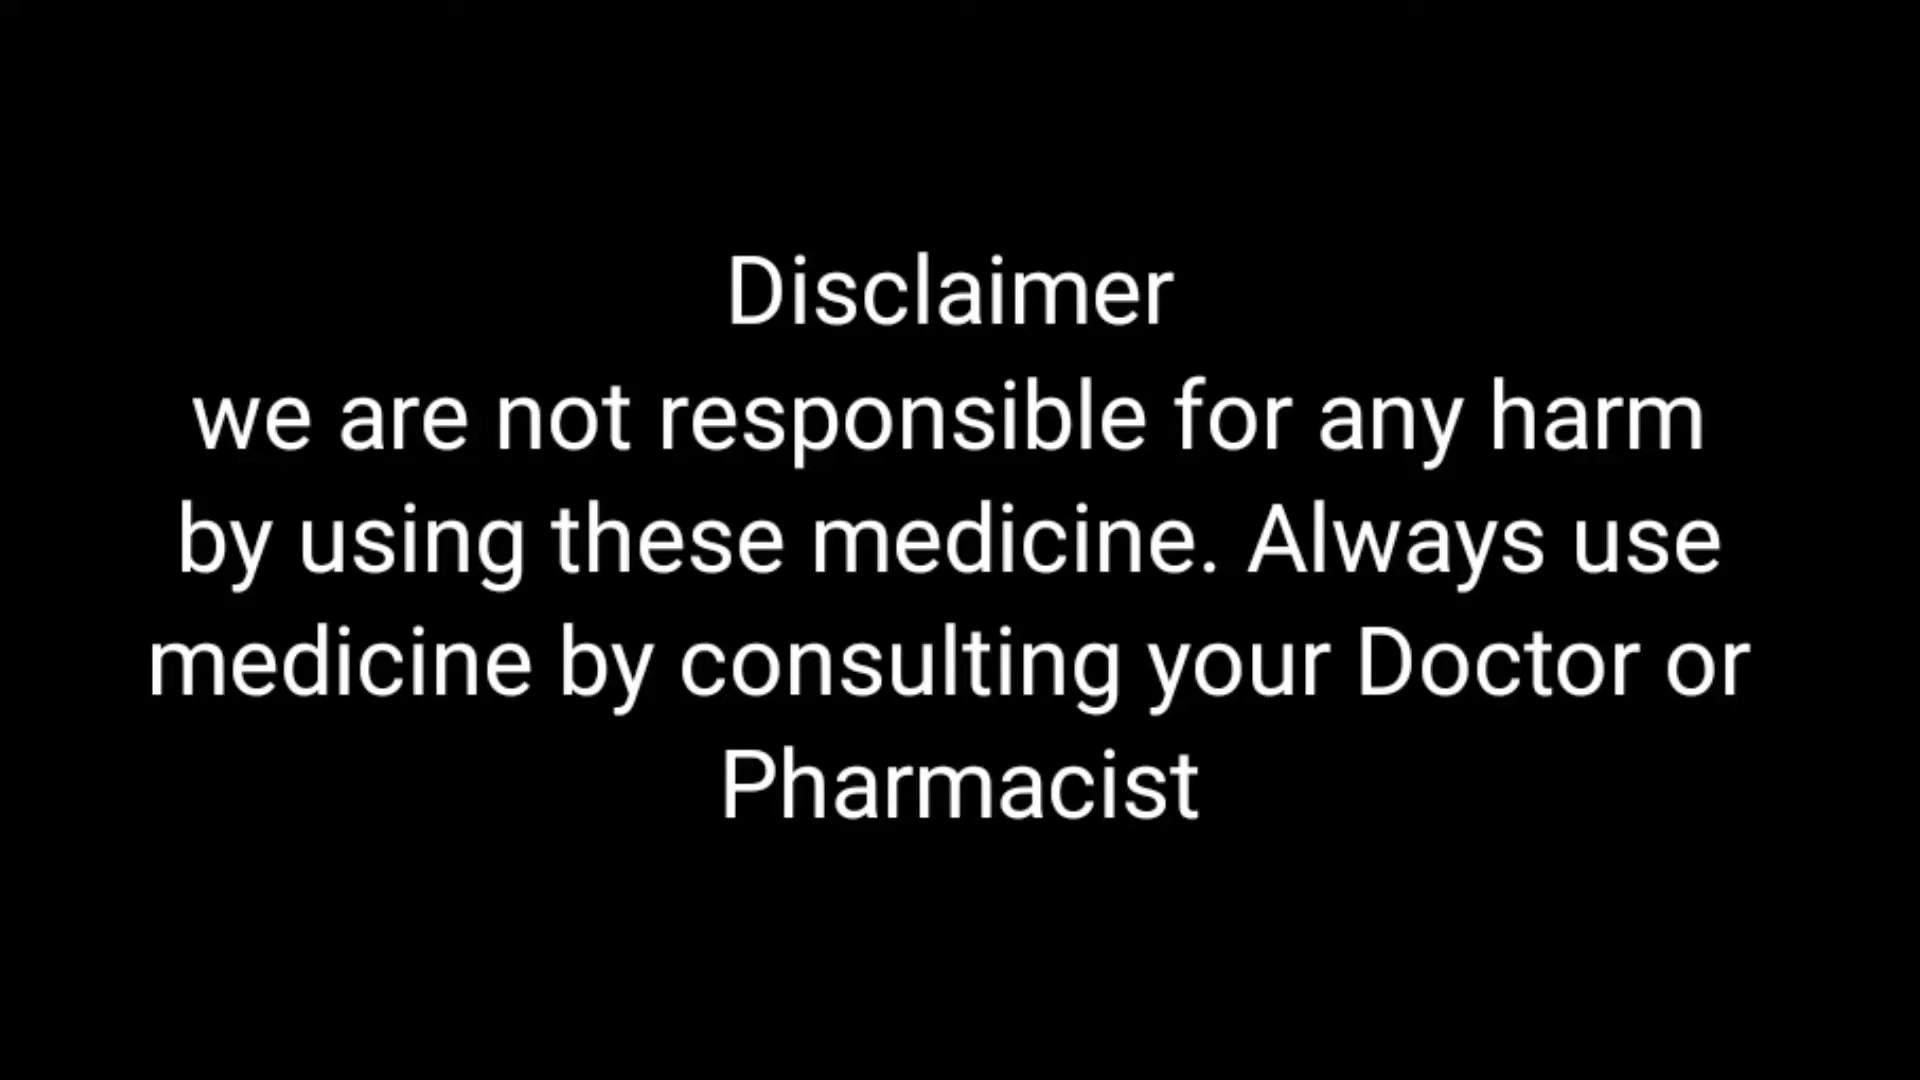 Disclaimer
we are not responsible for any harm
by using these medicine. Always use
medicine by consulting your Doctor or
Pharmacist